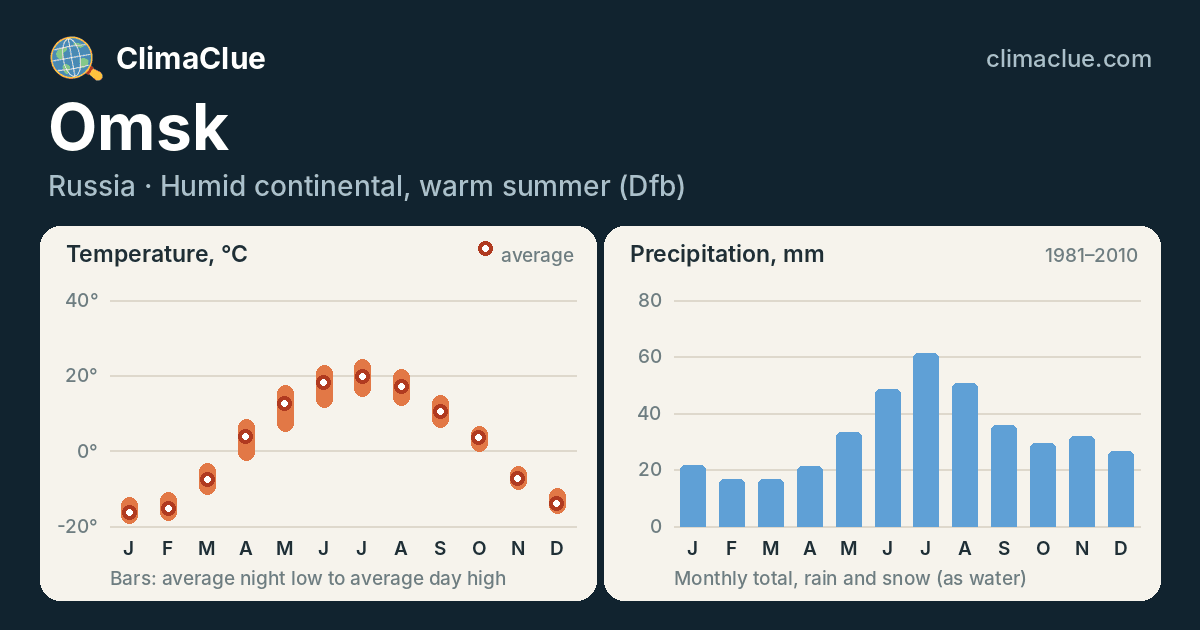 ClimaClue
climaclue.com
Omsk
Russia · Humid continental, warm summer (Dfb)
Temperature, °C
average
40°
20°
0°
-20°
J F M A M J J A S O N D
Bars: average night low to average day high
Precipitation, mm
1981–2010
80
60
40
20
0
J F M A M J J A S O N D
Monthly total, rain and snow (as water)